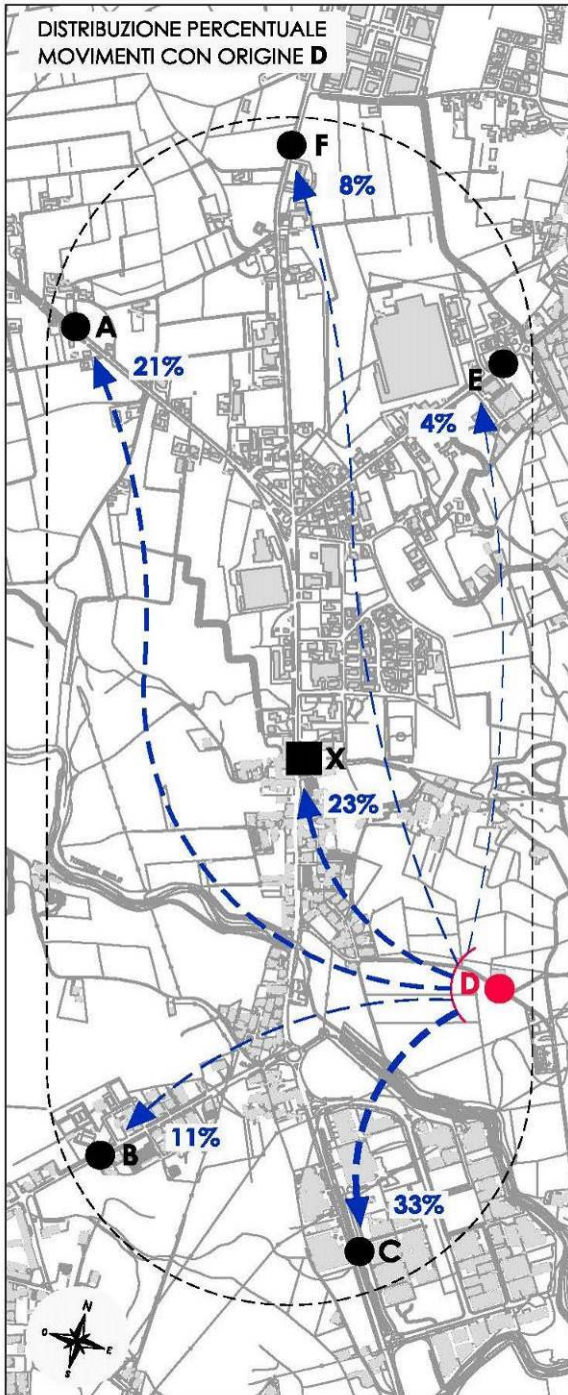 DISTRIBUZIONE PERCENTUALE
MOVIMENTI CON ORIGINE D
F
8%
A
21%
E
4%
X
23%
D
11%
B
33%
C
N
O
E
S